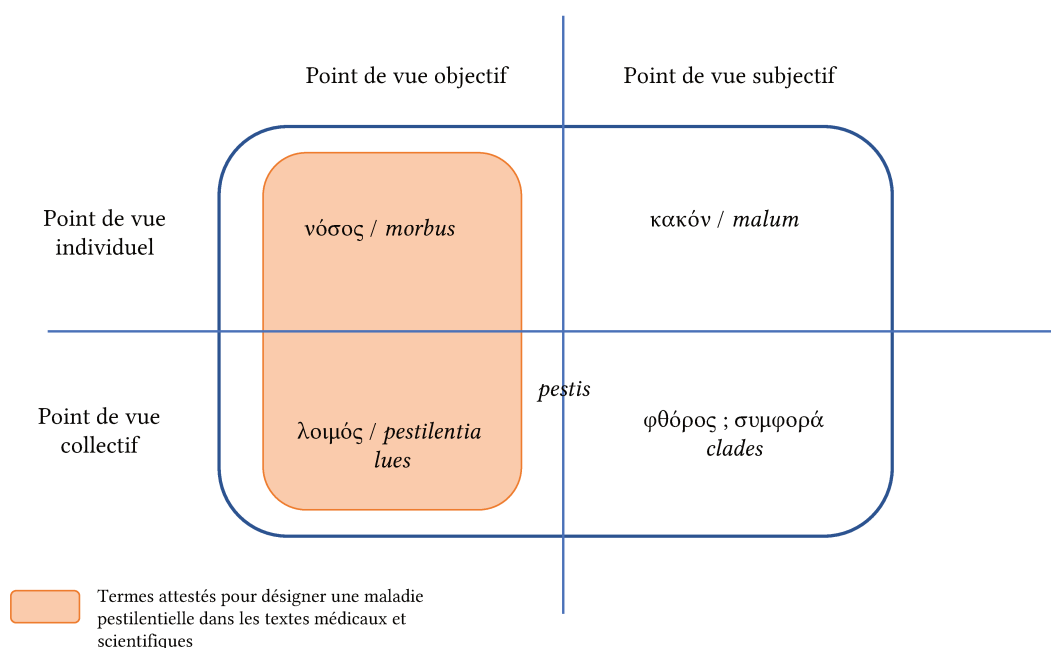 Point de vue objectif
Point de vue subjectif
Point de vue
individuel
νόσος / morbus
κακόν / malum
pestis
Point de vue
collectif
λοιμός / pestilentia
lues
φθόρος ; συμφορά
clades
Termes attestés pour désigner une maladie
pestilentielle dans les textes médicaux et
scientifiques